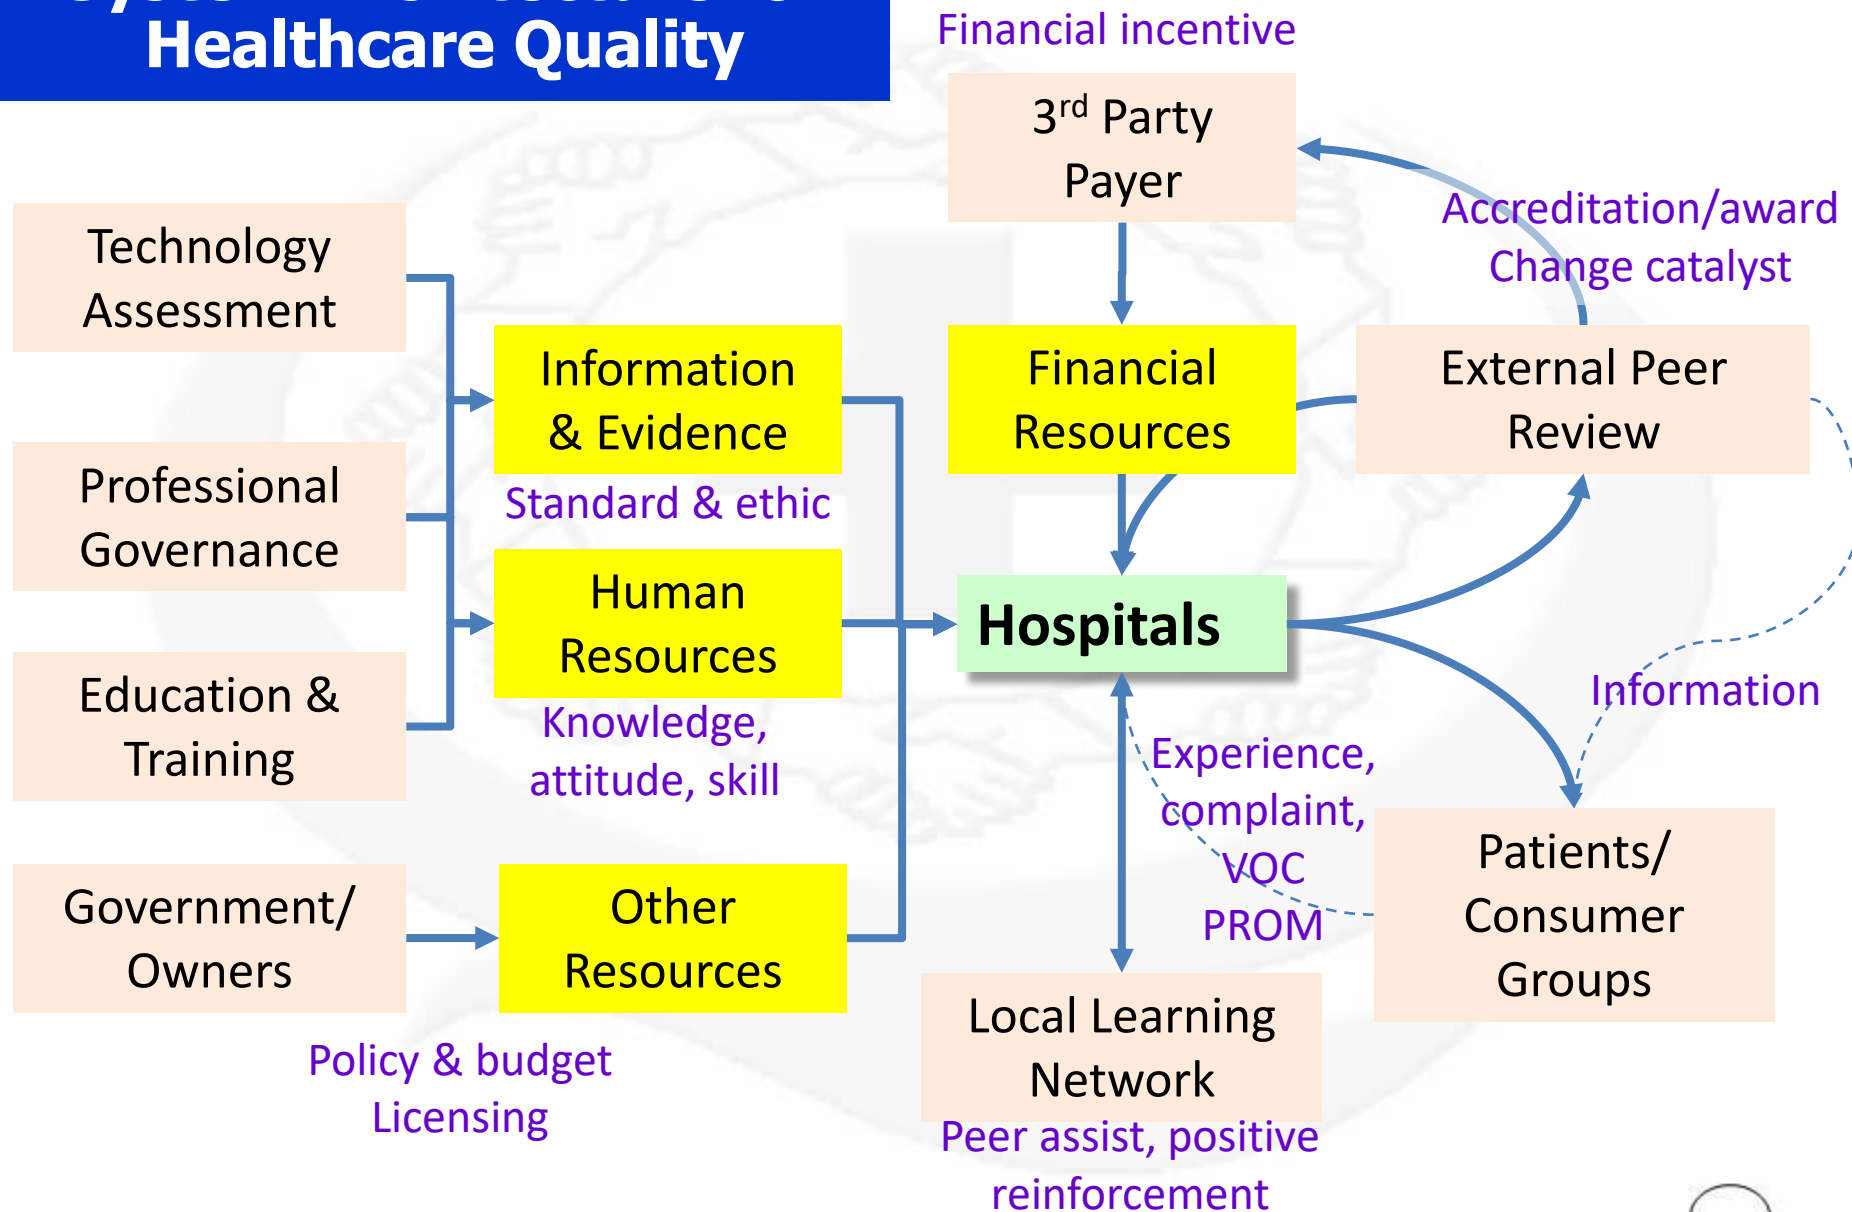 Healthcare Quality
Financial incentive
3rd Party
Payer
Accreditation/award
Change catalyst
Technology
Assessment
Information
& Evidence
Standard & ethic
Financial
Resources
External Peer
Review
Professional
Governance
Human
Resources
Knowledge,
attitude, skill
Hospitals
Education &
Training
Information
Experience,
complaint,
VOC
PROM
Patients/
Consumer
Groups
Government/
Owners
Other
Resources
Policy & budget
Licensing
Local Learning
Network
Peer assist, positive
reinforcement